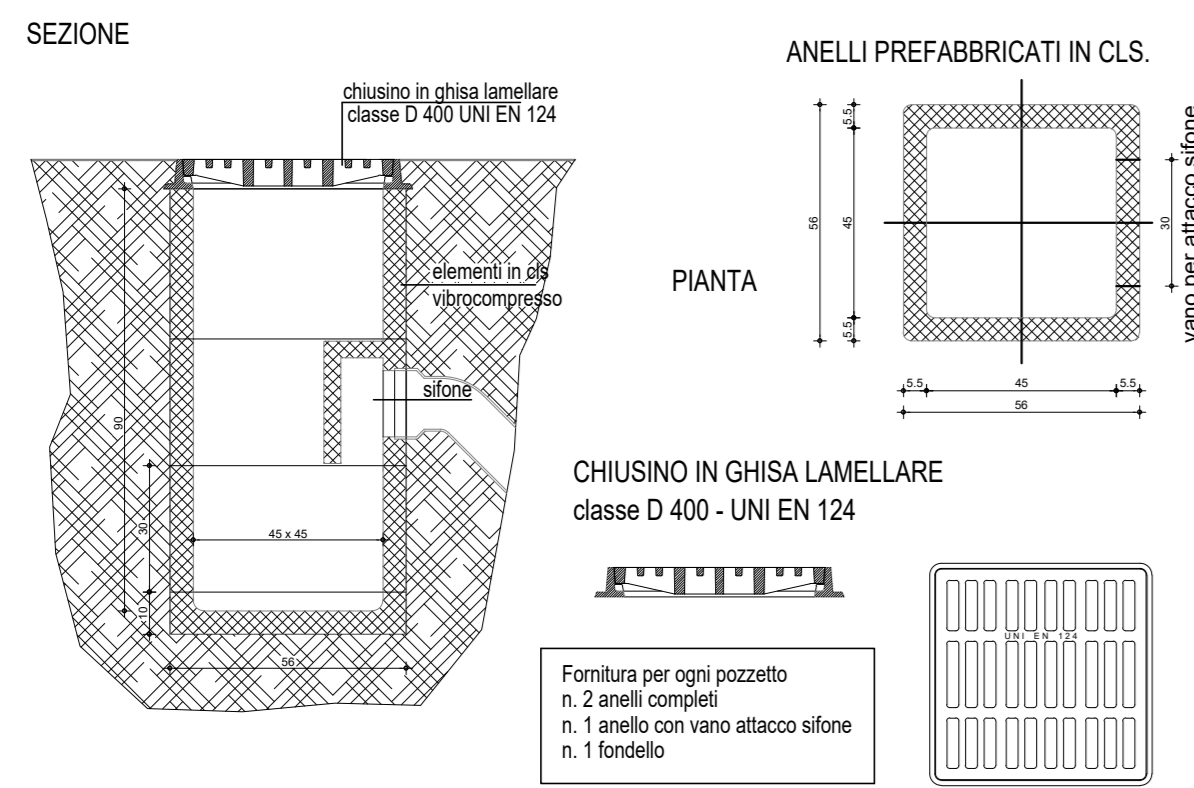 SEZIONE
chiusino in ghisa lamellare
classe D 400 UNI EN 124
elementi in cls
vibrocompresso
sifone
90
30
10
45 x 45
56
ANELLI PREFABBRICATI IN CLS.
PIANTA
5.5
56
45
5.5
30
vano per attacco sifone
5.5
45
5.5
56
CHIUSINO IN GHISA LAMELLARE
classe D 400 - UNI EN 124
UNI EN 124
Fornitura per ogni pozzetto
n. 2 anelli completi
n. 1 anello con vano attacco sifone
n. 1 fondello